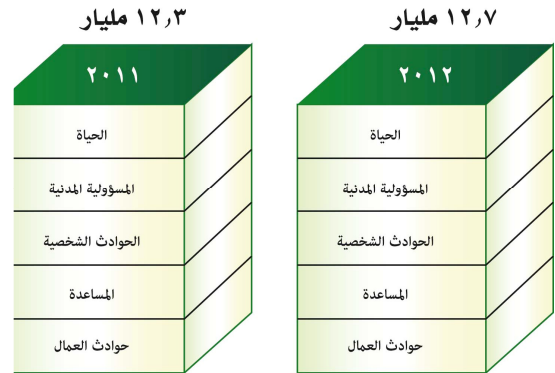 ١٢,٧ مليار
٢٠١٢
الحياة
المسؤولية المدنية
الحوادث الشخصية
المساعدة
حوادث العمال
١٢,٣ مليار
٢٠١١
الحياة
المسؤولية المدنية
الحوادث الشخصية
المساعدة
حوادث العمال